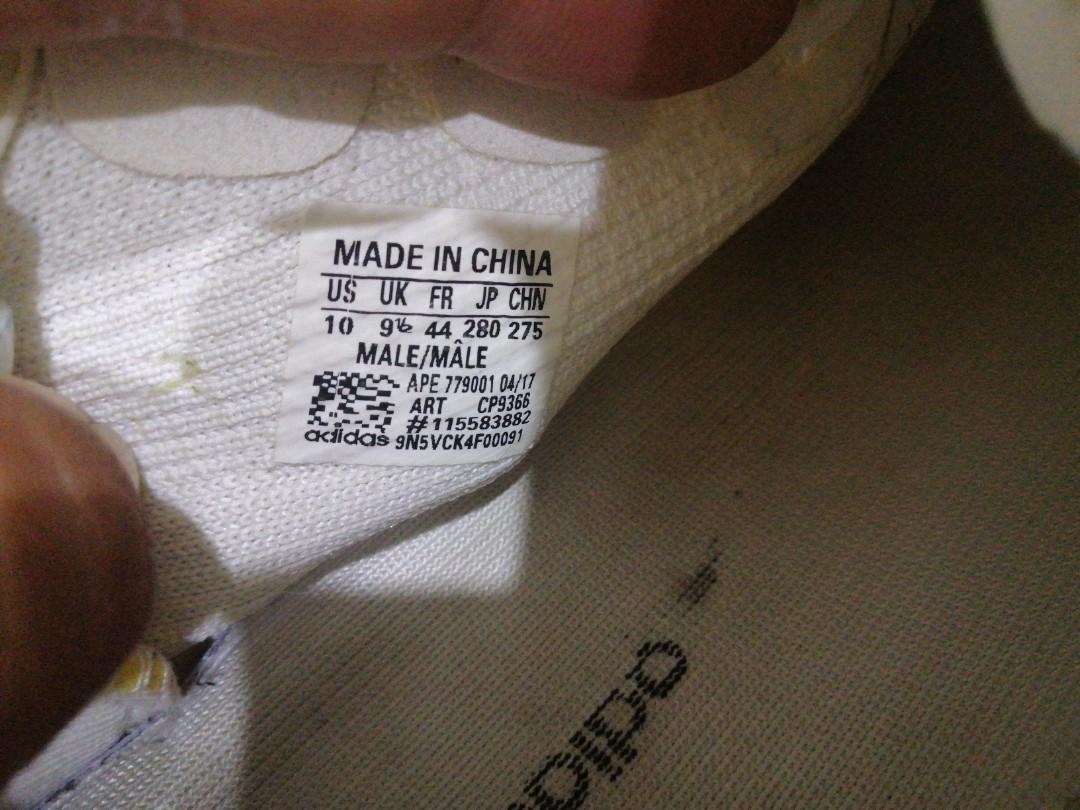 MADE IN CHINA
US UK FR JP CHN
10 9½ 44 280 275
MALE/MÂLE
APE 779001 04/17
ART CP9366
#115583882
adidas 9N5VCK4F00091